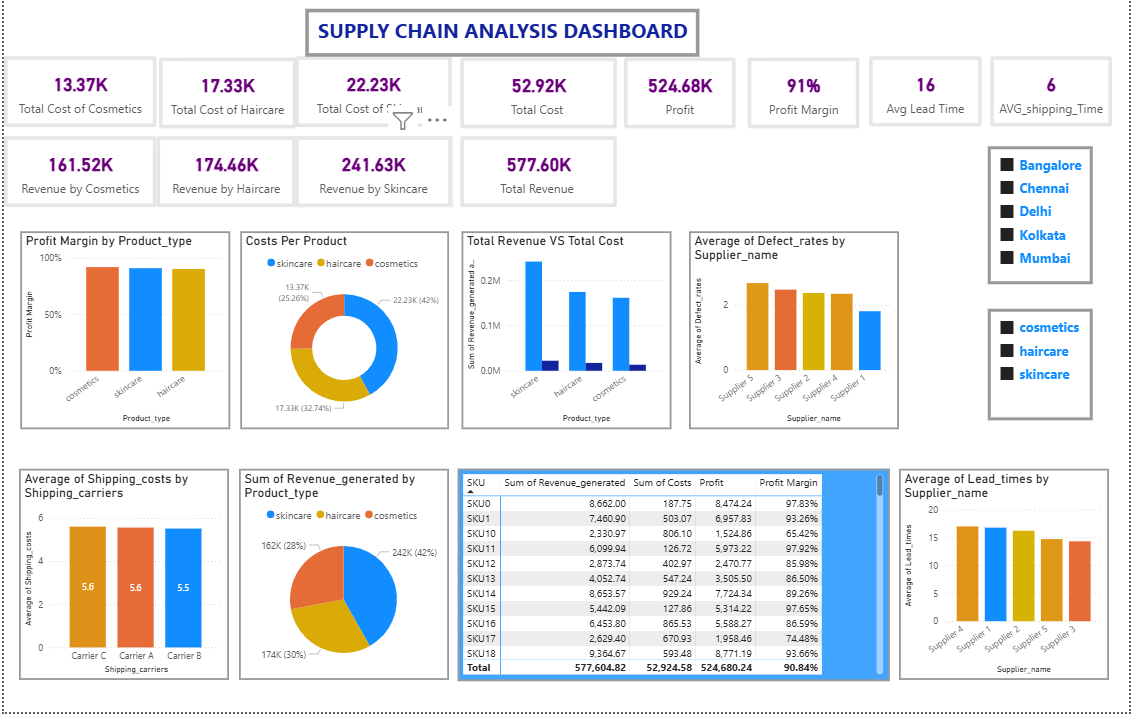 SUPPLY CHAIN ANALYSIS DASHBOARD
13.37K
Total Cost of Cosmetics
17.33K
Total Cost of Haircare
22.23K
Total Cost of
52.92K
Total Cost
524.68K
Profit
91%
Profit Margin
16
Avg Lead Time
6
AVG_shipping_Time
161.52K
Revenue by Cosmetics
174.46K
Revenue by Haircare
241.63K
Revenue by Skincare
577.60K
Total Revenue
Bangalore
Chennai
Delhi
Kolkata
Mumbai
cosmetics
haircare
skincare
Profit Margin by Product_type
100%
50%
0%
Profit Margin
cosmetics
skincare
haircare
Product_type
Costs Per Product
skincare haircare cosmetics
13.37K
(25.26%)
22.23K (42%)
17.33K (32.74%)
Total Revenue VS Total Cost
Sum of Revenue_generated a...
0.2M
0.1M
0.0M
skincare
haircare
cosmetics
Product_type
Average of Defect_rates by
Supplier_name
Average of Defect_rates
2
0
Supplier 5
Supplier 3
Supplier 2
Supplier 4
Supplier 1
Supplier_name
Average of Shipping_costs by
Shipping_carriers
Average of Shipping_costs
6
4
2
0
5.6
5.6
5.5
Carrier C Carrier A Carrier B
Shipping_carriers
Sum of Revenue_generated by
Product_type
skincare haircare cosmetics
162K (28%)
242K (42%)
174K (30%)
SKU Sum of Revenue_generated Sum of Costs Profit Profit Margin
SKU0 8,662.00 187.75 8,474.24 97.83%
SKU1 7,460.90 503.07 6,957.83 93.26%
SKU10 2,330.97 806.10 1,524.86 65.42%
SKU11 6,099.94 126.72 5,973.22 97.92%
SKU12 2,873.74 402.97 2,470.77 85.98%
SKU13 4,052.74 547.24 3,505.50 86.50%
SKU14 8,653.57 929.24 7,724.34 89.26%
SKU15 5,442.09 127.86 5,314.22 97.65%
SKU16 6,453.80 865.53 5,588.27 86.59%
SKU17 2,629.40 670.93 1,958.46 74.48%
SKU18 9,364.67 593.48 8,771.19 93.66%
Total 577,604.82 52,924.58 524,680.24 90.84%
Average of Lead_times by
Supplier_name
Average of Lead_times
20
15
10
5
0
Supplier 4
Supplier 1
Supplier 2
Supplier 5
Supplier 3
Supplier_name